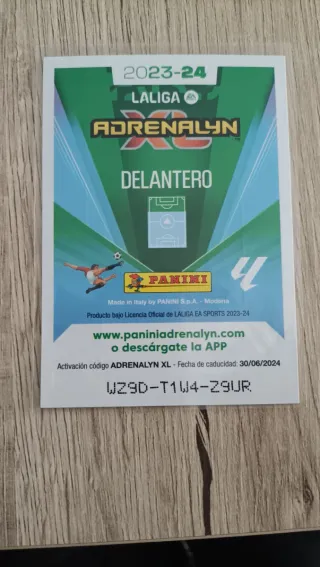 2023-24
LALIGA EA SPORTS
ADRENALYN
XL
DELANTERO
PANINI
Made in Italy by PANINI S.p.A. - Modena
Producto bajo Licencia Oficial de LALIGA EA SPORTS 2023-24
www.paniniadrenalyn.com
o descárgate la APP
Activación código ADRENALYN XL - Fecha de caducidad: 30/06/2024
WZ9D-T1W4-Z9UR